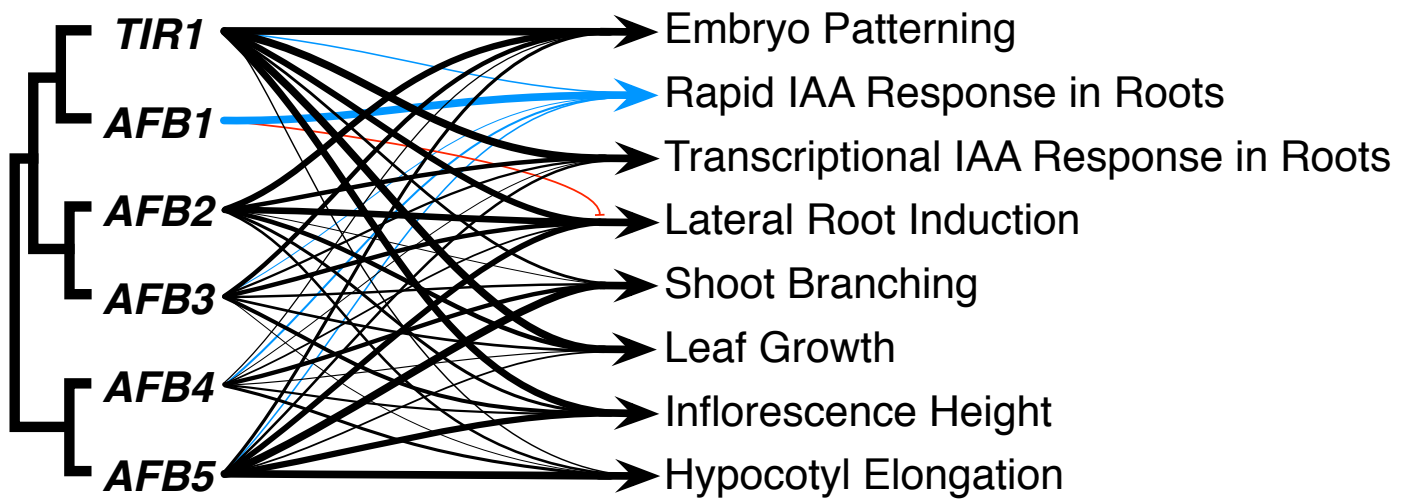 TIR1
AFB1
AFB2
AFB3
AFB4
AFB5
Embryo Patterning
Rapid IAA Response in Roots
Transcriptional IAA Response in Roots
Lateral Root Induction
Shoot Branching
Leaf Growth
Inflorescence Height
Hypocotyl Elongation